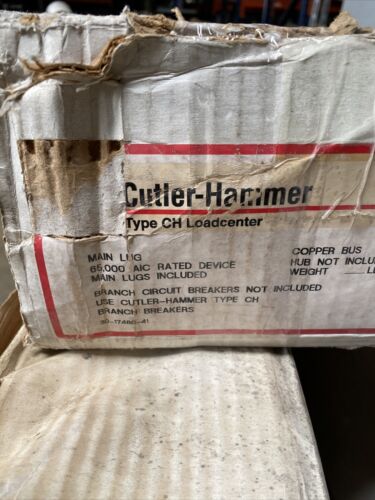 Cutler-Hammer
Type CH Loadcenter
MAIN LUG
65,000 AIC RATED DEVICE
MAIN LUGS INCLUDED
COPPER BUS
HUB NOT INCLU
WEIGHT
BRANCH CIRCUIT BREAKERS NOT INCLUDED
USE CUTLER-HAMMER TYPE CH
BRANCH BREAKERS